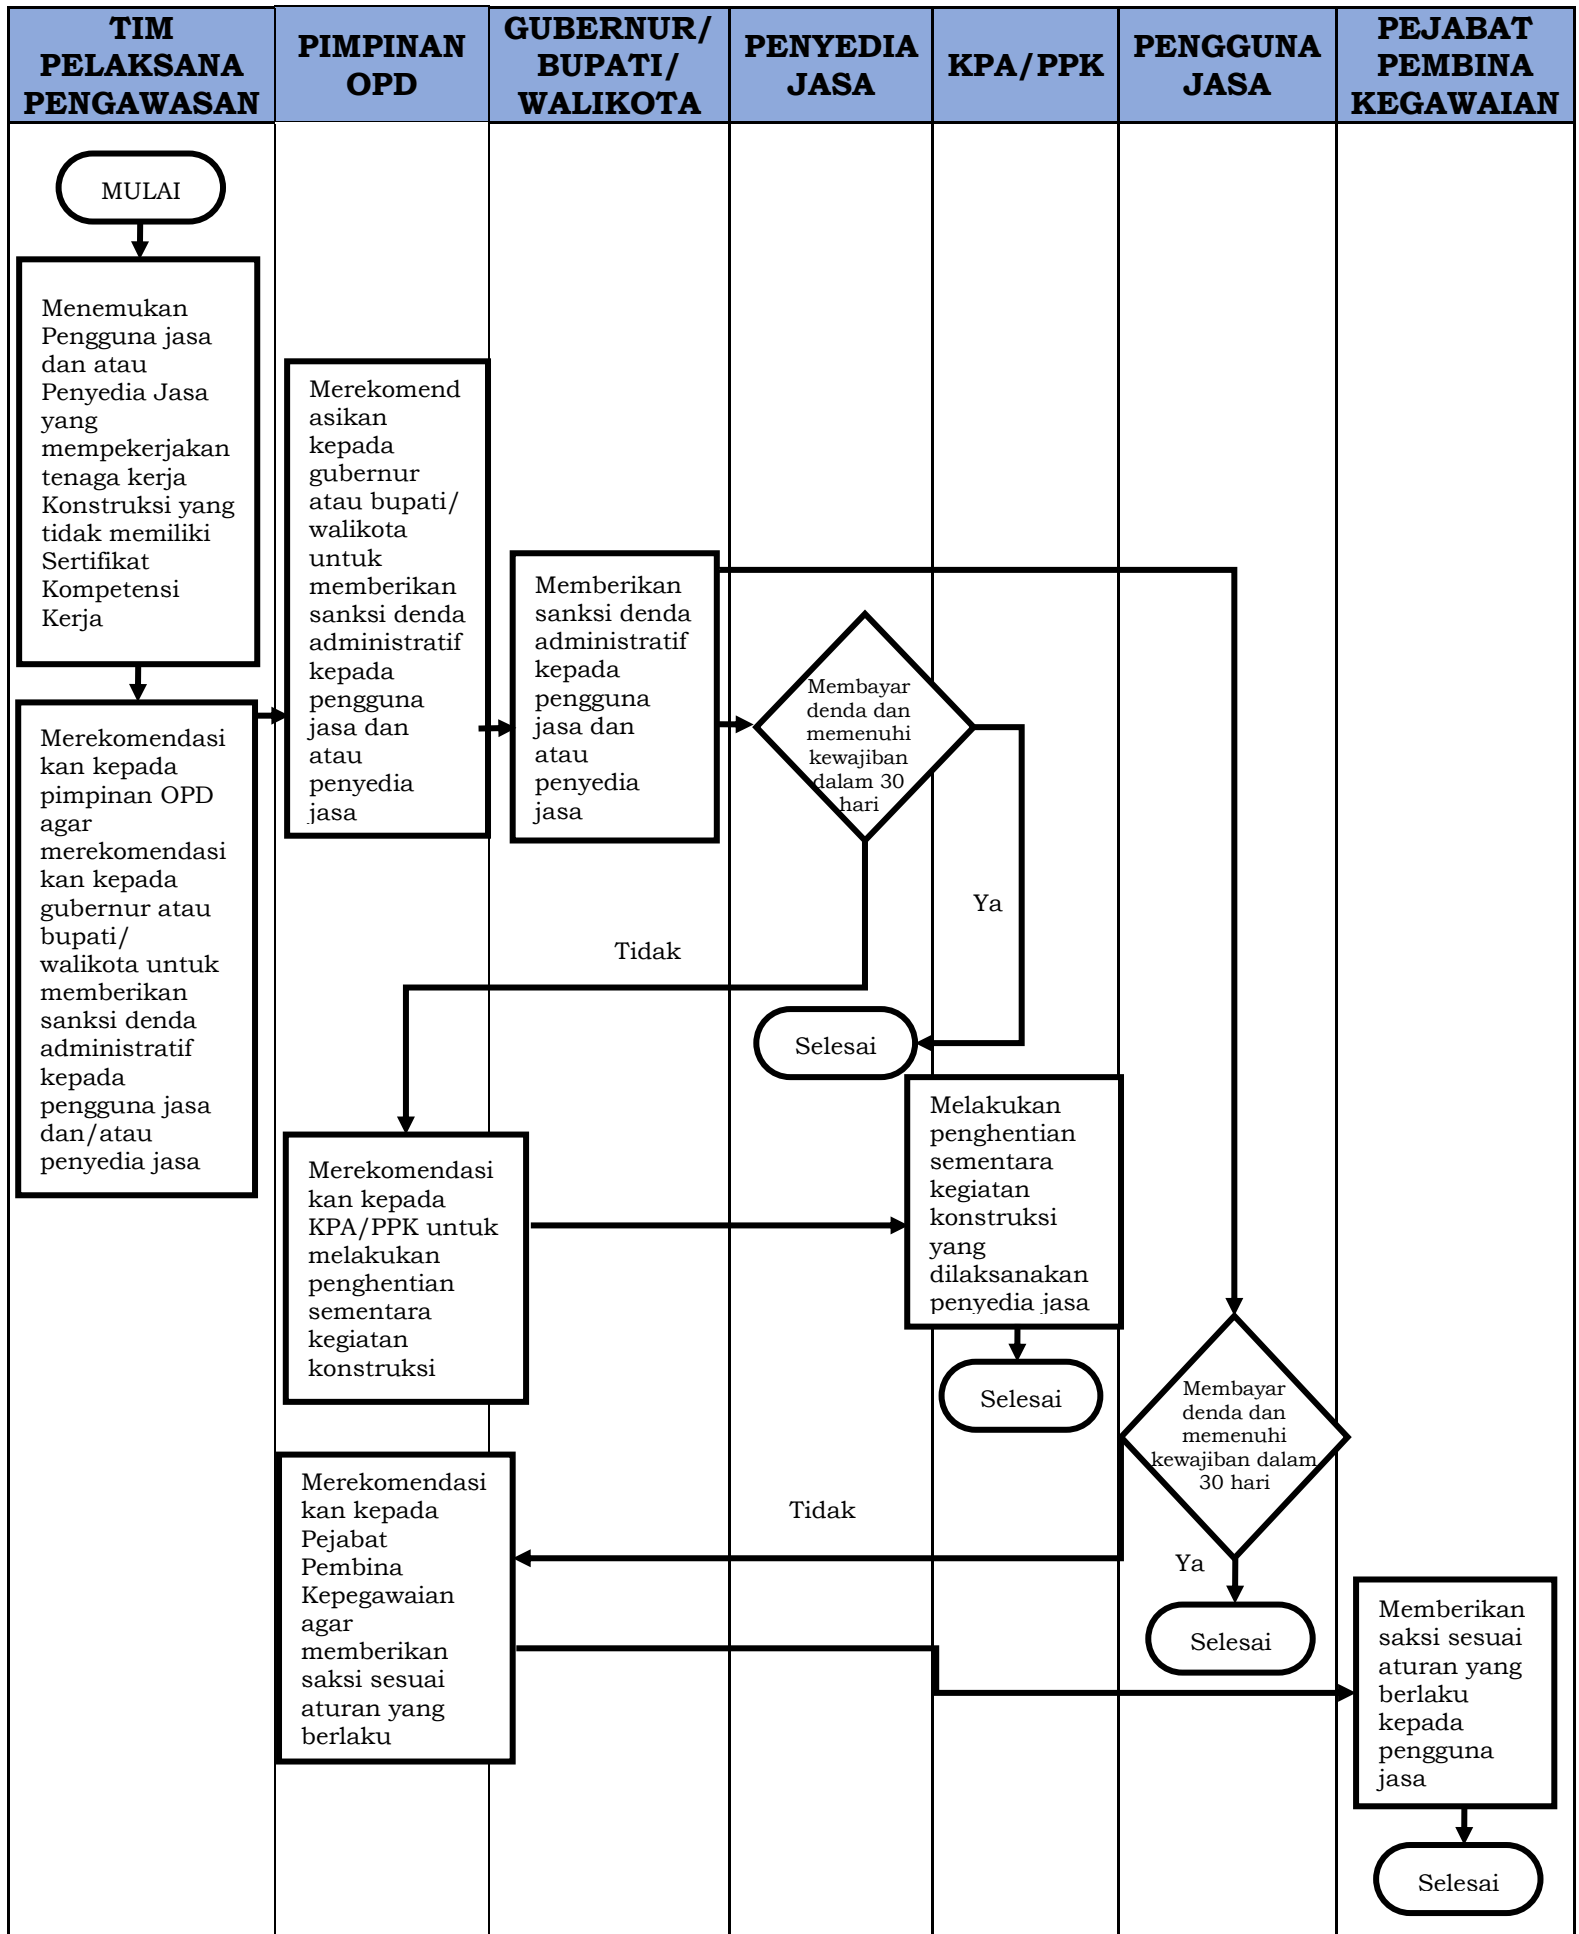 TIM
PELAKSANA
PENGAWASAN
PIMPINAN
OPD
GUBERNUR/
BUPATI/
WALIKOTA
PENYEDIA
JASA
KPA/PPK
PENGGUNA
JASA
PEJABAT
PEMBINA
KEGAWAIAN
MULAI
Menemukan
Pengguna jasa
dan atau
Penyedia Jasa
yang
mempekerjakan
tenaga kerja
Konstruksi yang
tidak memiliki
Sertifikat
Kompetensi
Kerja
Merekomendasi
kan kepada
pimpinan OPD
agar
merekomendasi
kan kepada
gubernur atau
bupati/
walikota untuk
memberikan
sanksi denda
administratif
kepada
pengguna jasa
dan/atau
penyedia jasa
Merekomend
asikan
kepada
gubernur
atau bupati/
walikota
untuk
memberikan
sanksi denda
administratif
kepada
pengguna
jasa dan
atau
penyedia
jasa
Memberikan
sanksi denda
administratif
kepada
pengguna
jasa dan
atau
penyedia
jasa
Membayar
denda dan
memenuhi
kewajiban
dalam 30
hari
Ya
Tidak
Selesai
Merekomendasi
kan kepada
KPA/PPK untuk
melakukan
penghentian
sementara
kegiatan
konstruksi
Melakukan
penghentian
sementara
kegiatan
konstruksi
yang
dilaksanakan
penyedia jasa
Selesai
Membayar
denda dan
memenuhi
kewajiban dalam
30 hari
Tidak
Ya
Selesai
Merekomendasi
kan kepada
Pejabat
Pembina
Kepegawaian
agar
memberikan
saksi sesuai
aturan yang
berlaku
Memberikan
saksi sesuai
aturan yang
berlaku
kepada
pengguna
jasa
Selesai